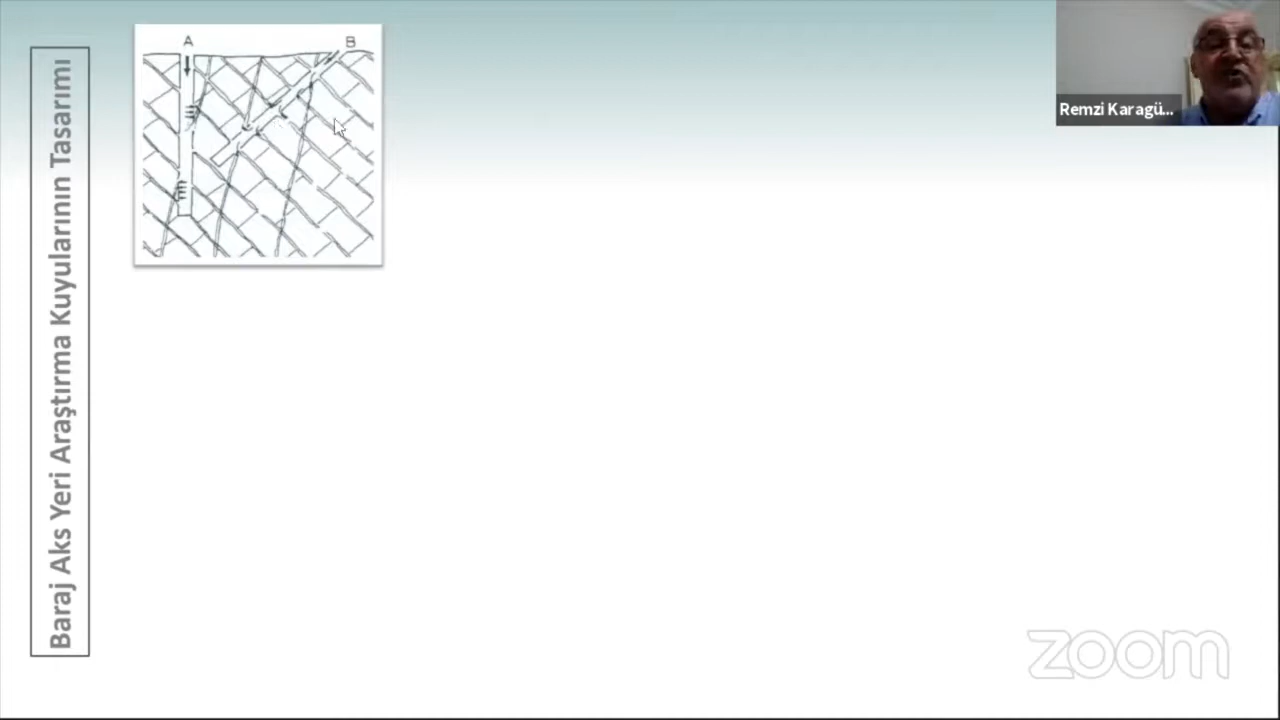 Baraj Aks Yeri Araştırma Kuyularının Tasarımı
A
B
Remzi Karagü...
zoom